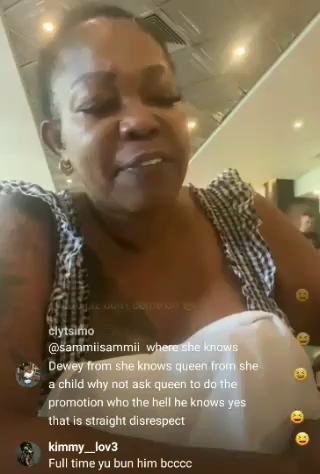 clytsimo
@sammiisammii where she knows
Dewey from she knows queen from she
a child why not ask queen to do the
promotion who the hell he knows yes
that is straight disrespect
kimmy__lov3
Full time yu bun him bcccc